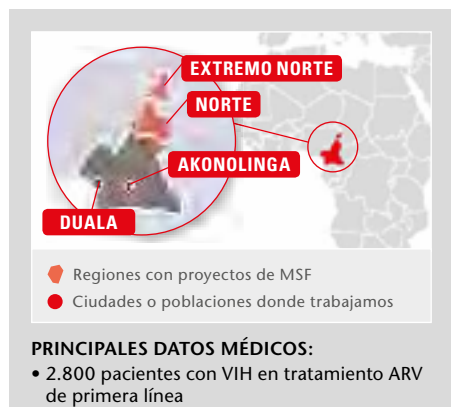 EXTREMO NORTE
NORTE
AKONOLINGA
DUALA
Regiones con proyectos de MSF
Ciudades o poblaciones donde trabajamos
PRINCIPALES DATOS MÉDICOS:
• 2.800 pacientes con VIH en tratamiento ARV
de primera línea